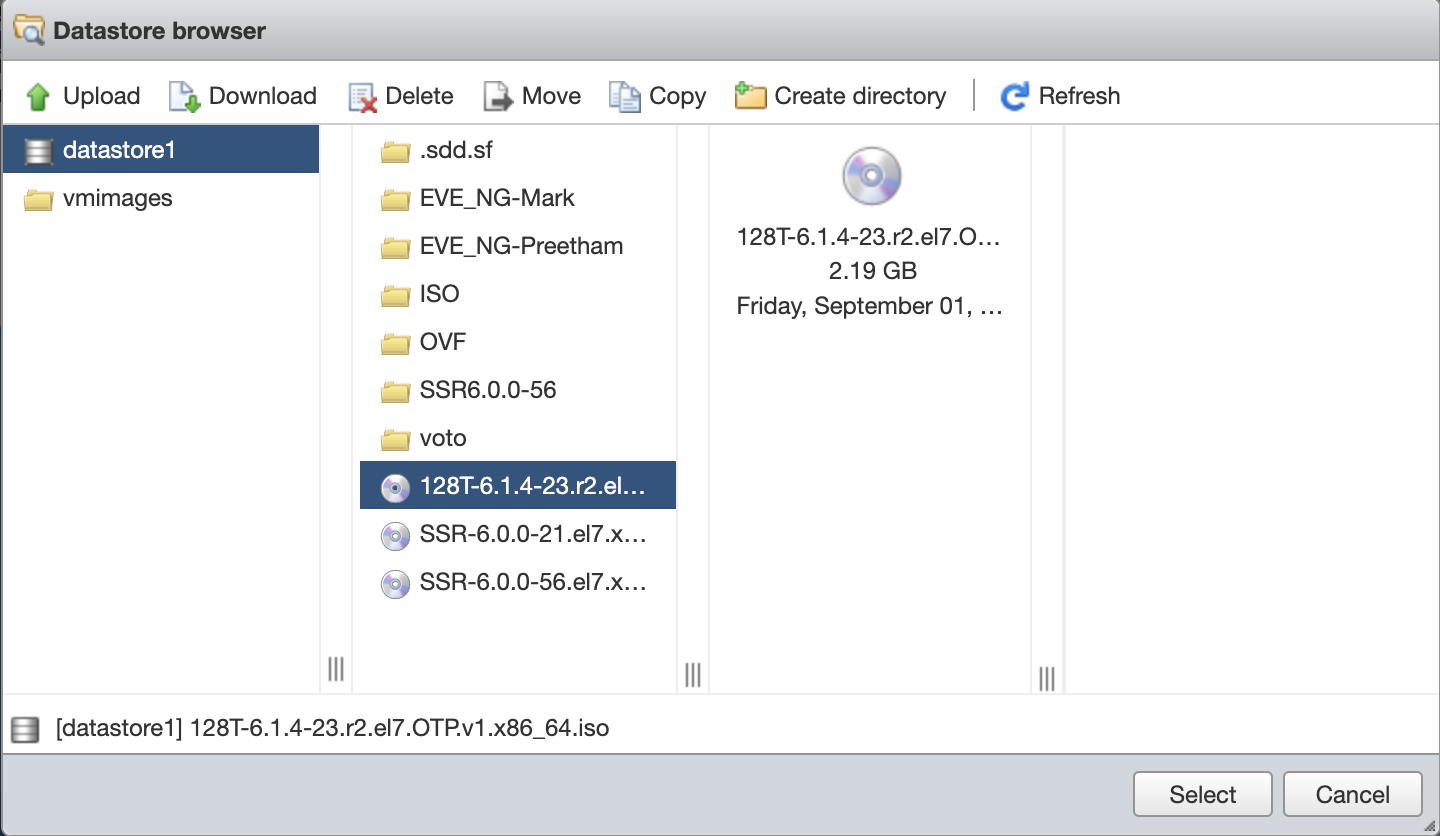 Datastore browser
Upload Download Delete Move Copy Create directory Refresh
datastore1
vmimages
.sdd.sf
EVE_NG-Mark
EVE_NG-Preetham
ISO
OVF
SSR6.0.0-56
voto
128T-6.1.4-23.r2.el...
SSR-6.0.0-21.el7.x...
SSR-6.0.0-56.el7.x...
128T-6.1.4-23.r2.el7.O...
2.19 GB
Friday, September 01, ...
[datastore1] 128T-6.1.4-23.r2.el7.OTP.v1.x86_64.iso
Select Cancel